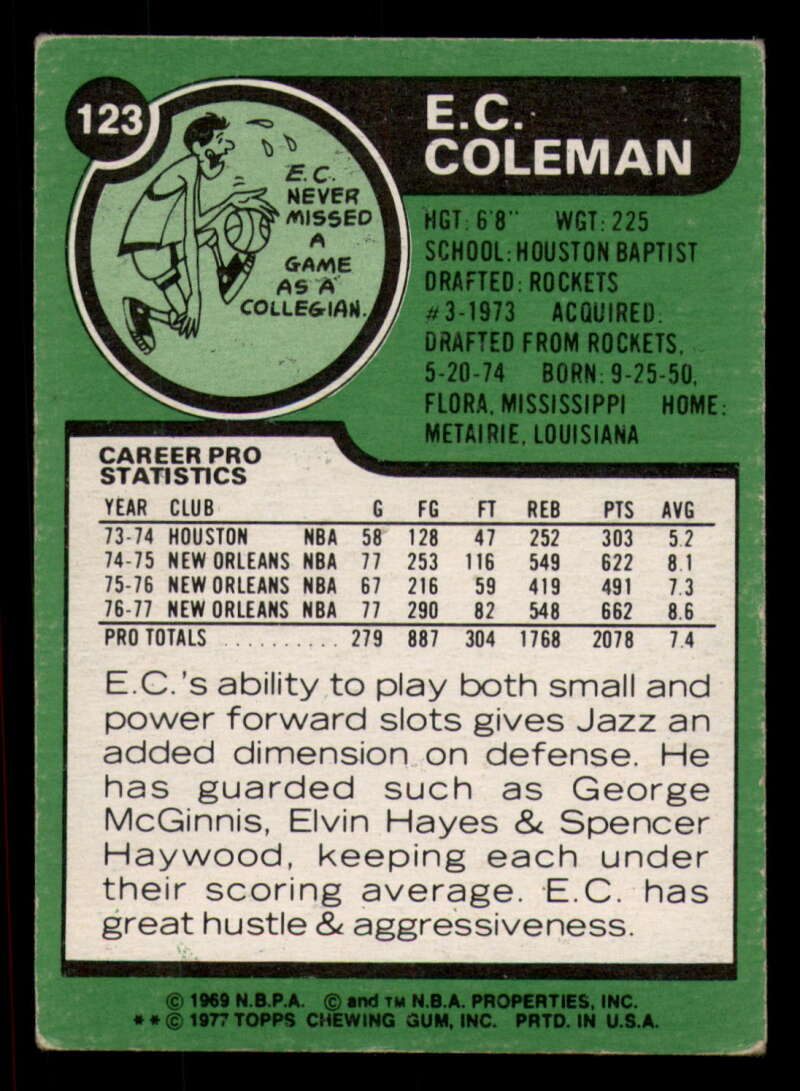 123
E.C.
COLEMAN
E.C.
NEVER
MISSED
A
GAME
AS A
COLLEGIAN.
HGT: 6'8" WGT: 225
SCHOOL: HOUSTON BAPTIST
DRAFTED: ROCKETS
#3-1973 ACQUIRED:
DRAFTED FROM ROCKETS,
5-20-74 BORN: 9-25-50,
FLORA, MISSISSIPPI HOME:
METAIRIE, LOUISIANA
CAREER PRO
STATISTICS
YEAR CLUB G FG FT REB PTS AVG
73-74 HOUSTON NBA 58 128 47 252 303 5.2
74-75 NEW ORLEANS NBA 77 253 116 549 622 8.1
75-76 NEW ORLEANS NBA 67 216 59 419 491 7.3
76-77 NEW ORLEANS NBA 77 290 82 548 662 8.6
PRO TOTALS .......... 279 887 304 1768 2078 7.4
E.C.'s ability to play both small and
power forward slots gives Jazz an
added dimension on defense. He
has guarded such as George
McGinnis, Elvin Hayes & Spencer
Haywood, keeping each under
their scoring average. E.C. has
great hustle & aggressiveness.
© 1969 N.B.P.A. © and TM N.B.A. PROPERTIES, INC.
**© 1977 TOPPS CHEWING GUM, INC. PRTD. IN U.S.A.